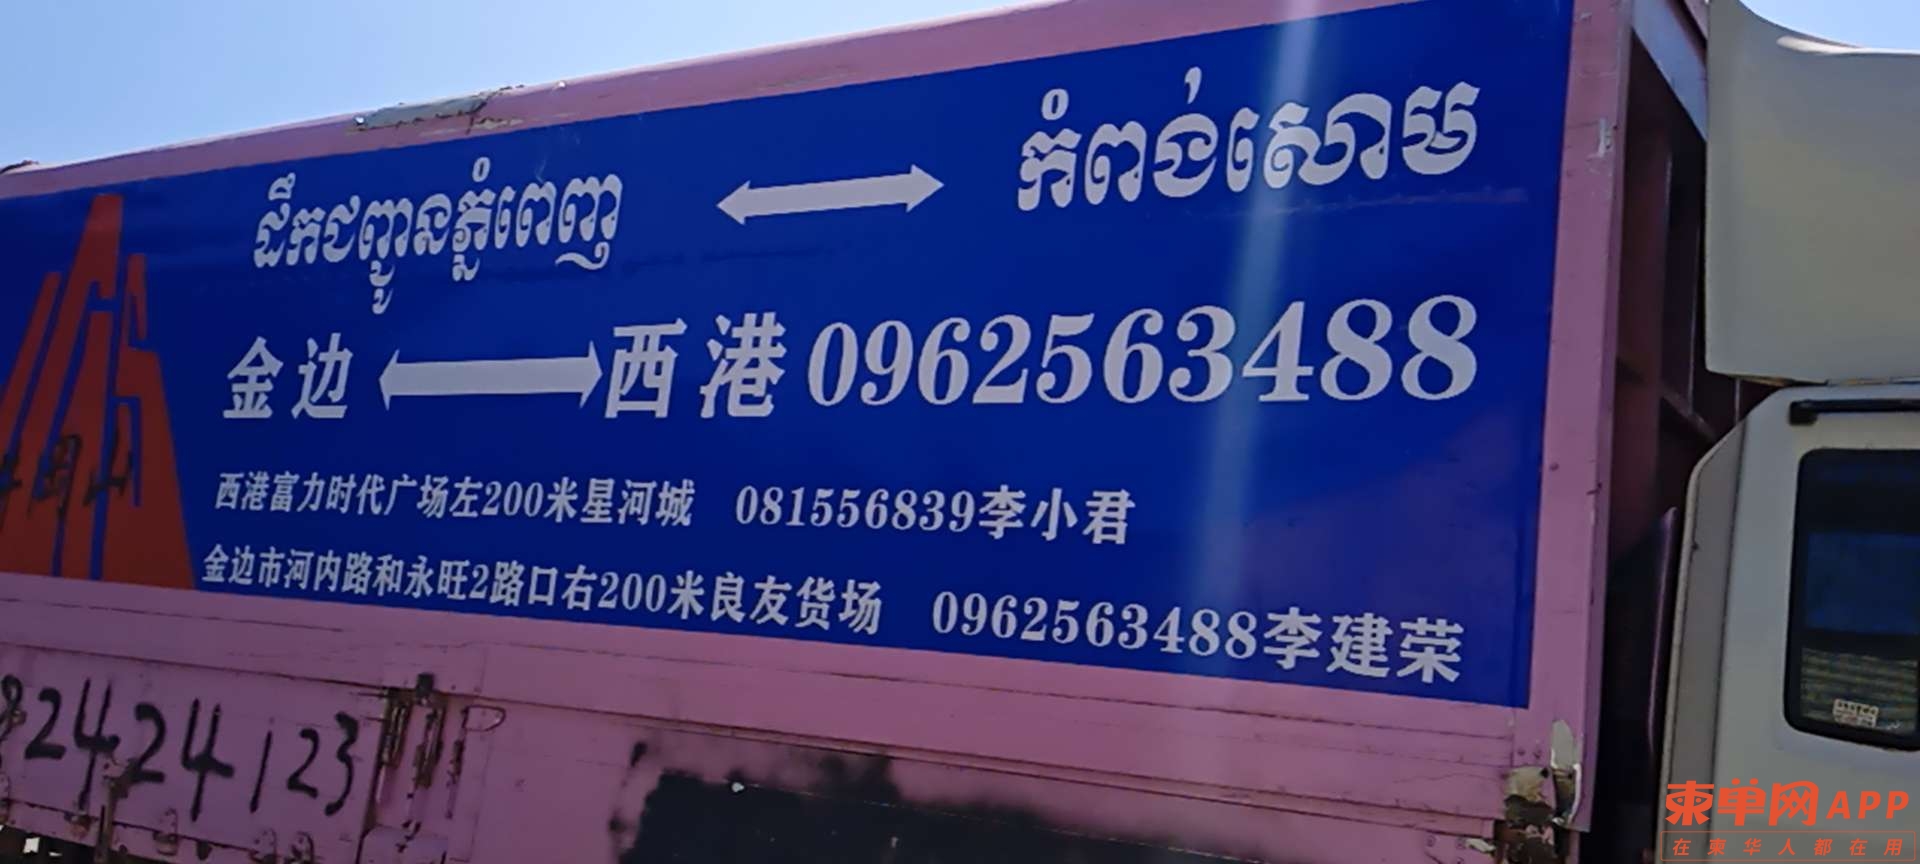 ដឹកជញ្ជូនភ្នំពេញ ⟷ កំពង់សោម
金边 ⟷ 西港 0962563488
西港富力时代广场左200米星河城 081556839李小君
金边市河内路和永旺2路口右200米良友货场 0962563488李建荣
岗山
2424123
柬单网APP
在柬华人都在用